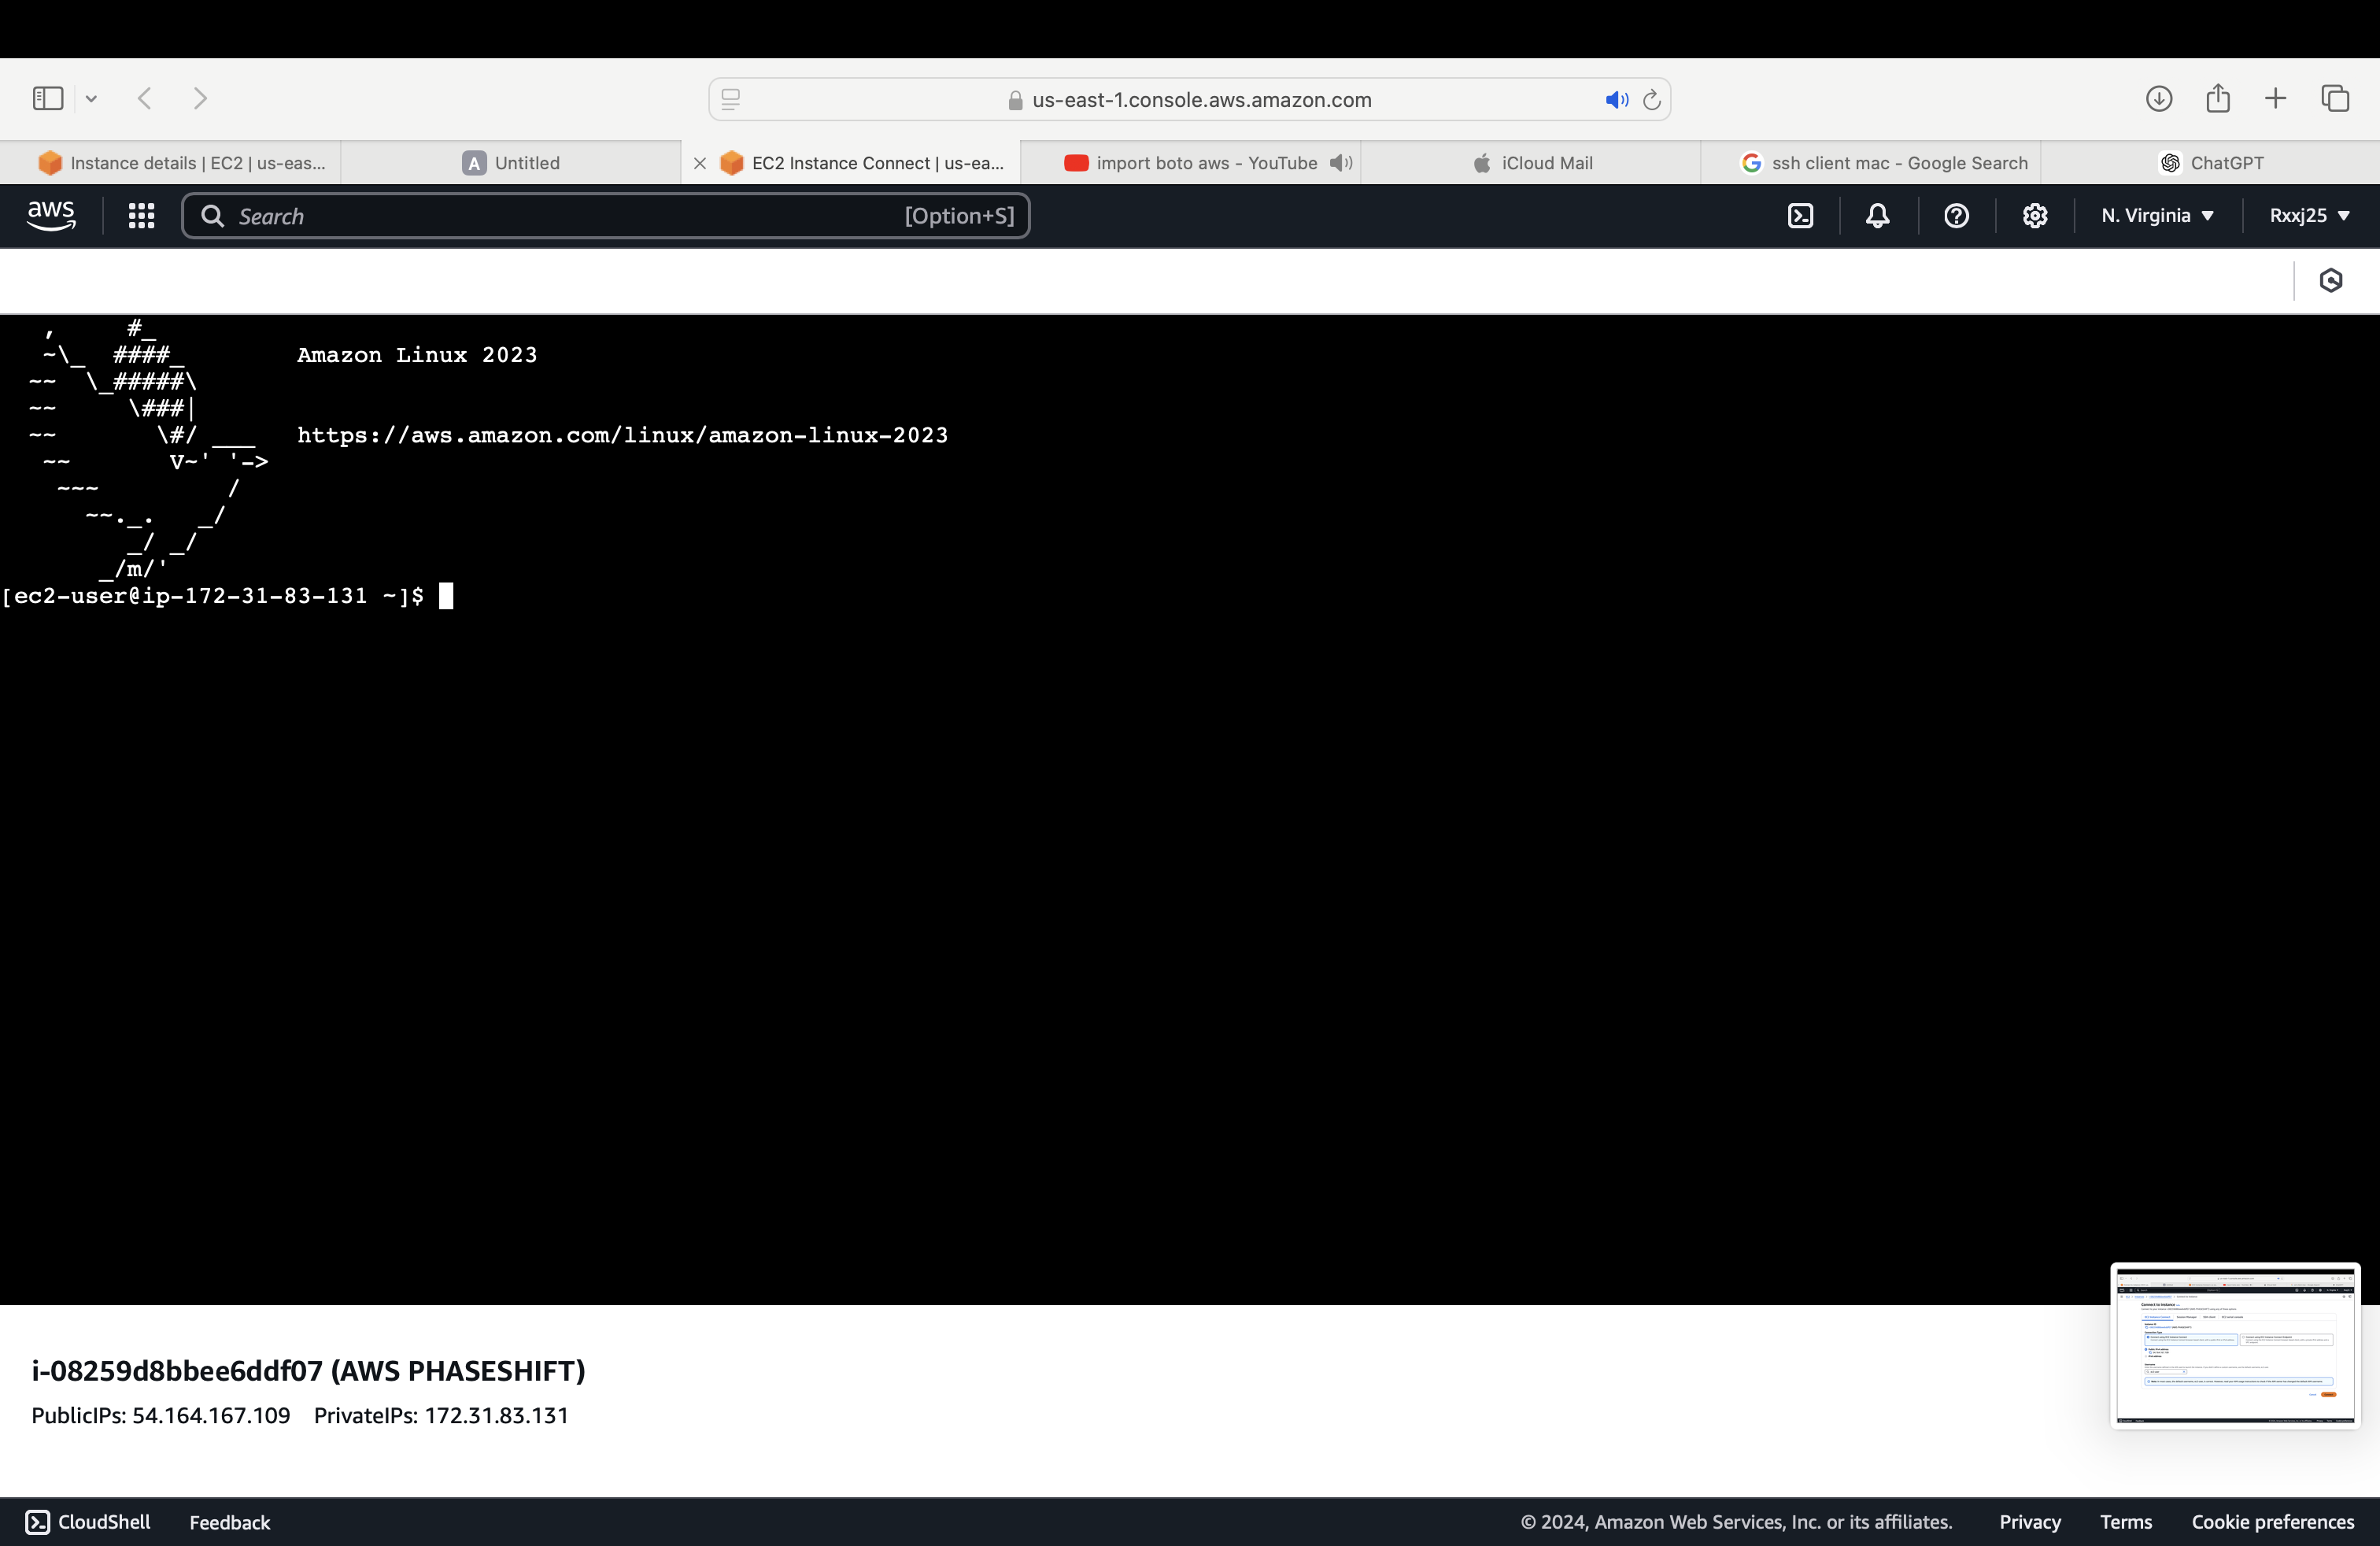 us-east-1.console.aws.amazon.com
Instance details | EC2 | us-eas...
A Untitled
EC2 Instance Connect | us-ea...
import boto aws - YouTube
iCloud Mail
G ssh client mac - Google Search
ChatGPT
aws
Search [Option+S]
N. Virginia ▼
Rxxj25 ▼
   ,     #_
   ~\_  ####_        Amazon Linux 2023
  ~~  \_#####\
  ~~     \###|
  ~~       \#/ ___   https://aws.amazon.com/linux/amazon-linux-2023
   ~~       V~' '->
    ~~~         /
      ~~._.   _/
         _/ _/
       _/m/'
[ec2-user@ip-172-31-83-131 ~]$
i-08259d8bbee6ddf07 (AWS PHASESHIFT)
PublicIPs: 54.164.167.109 PrivateIPs: 172.31.83.131
Connect to instance
CloudShell Feedback © 2024, Amazon Web Services, Inc. or its affiliates. Privacy Terms Cookie preferences